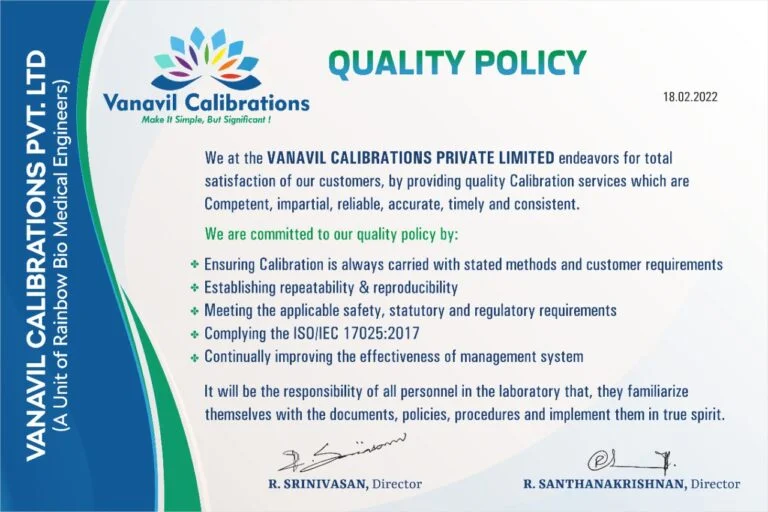 VANAVIL CALIBRATIONS PVT. LTD
(A Unit of Rainbow Bio Medical Engineers)
Vanavil Calibrations
Make It Simple, But Significant !
QUALITY POLICY
18.02.2022
We at the VANAVIL CALIBRATIONS PRIVATE LIMITED endeavors for total
satisfaction of our customers, by providing quality Calibration services which are
Competent, impartial, reliable, accurate, timely and consistent.
We are committed to our quality policy by:
Ensuring Calibration is always carried with stated methods and customer requirements
Establishing repeatability & reproducibility
Meeting the applicable safety, statutory and regulatory requirements
Complying the ISO/IEC 17025:2017
Continually improving the effectiveness of management system
It will be the responsibility of all personnel in the laboratory that, they familiarize
themselves with the documents, policies, procedures and implement them in true spirit.
R. SRINIVASAN, Director
R. SANTHANAKRISHNAN, Director